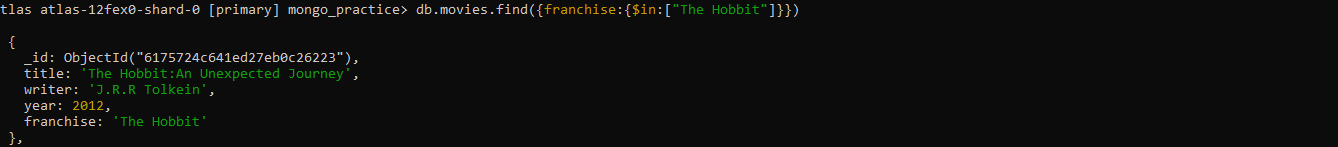 tlas atlas-12fex0-shard-0 [primary] mongo_practice> db.movies.find({franchise:{$in:["The Hobbit"]}})
{
_id: ObjectId("6175724c641ed27eb0c26223"),
title: 'The Hobbit:An Unexpected Journey',
writer: 'J.R.R Tolkein',
year: 2012,
franchise: 'The Hobbit'
},